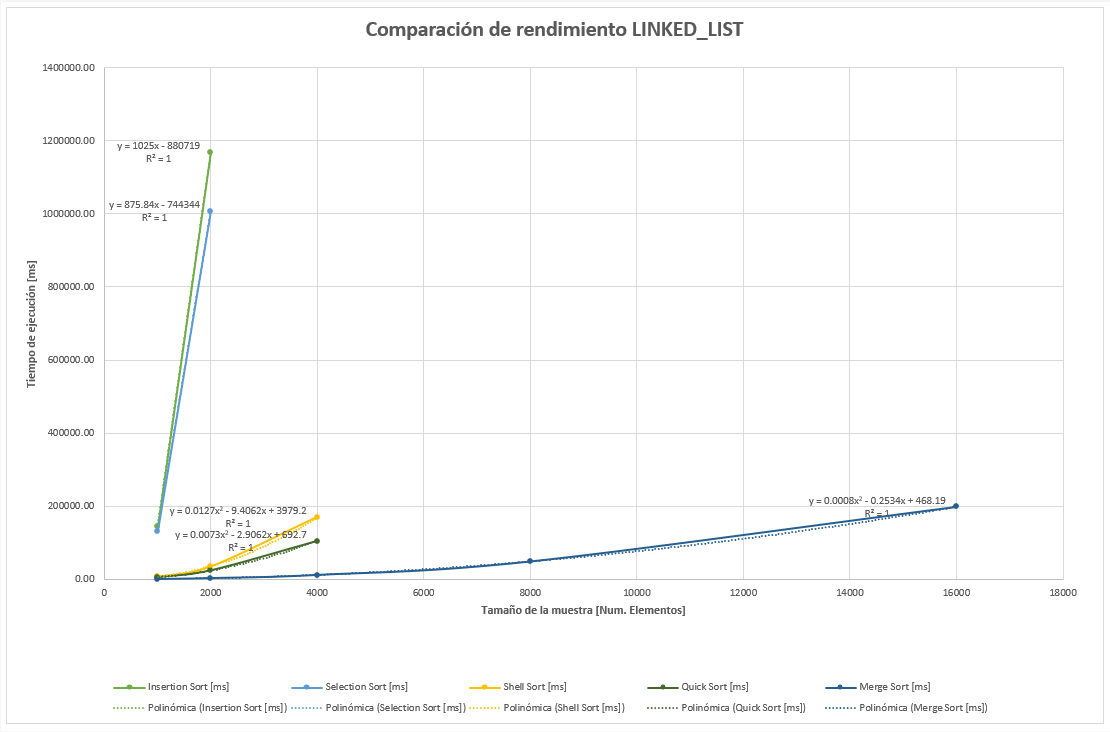 Comparación de rendimiento LINKED_LIST
1400000.00
1200000.00
1000000.00
800000.00
600000.00
400000.00
200000.00
0.00
Tiempo de ejecución [ms]
y = 1025x - 880719
R² = 1
y = 875.84x - 744344
R² = 1
y = 0.0127x² - 9.4062x + 3979.2
R² = 1
y = 0.0073x² - 2.9062x + 692.7
R² = 1
y = 0.0008x² - 0.2534x + 468.19
R² = 1
0 2000 4000 6000 8000 10000 12000 14000 16000 18000
Tamaño de la muestra [Num. Elementos]
Insertion Sort [ms] Selection Sort [ms] Shell Sort [ms] Quick Sort [ms] Merge Sort [ms]
Polinómica (Insertion Sort [ms]) Polinómica (Selection Sort [ms]) Polinómica (Shell Sort [ms]) Polinómica (Quick Sort [ms]) Polinómica (Merge Sort [ms])